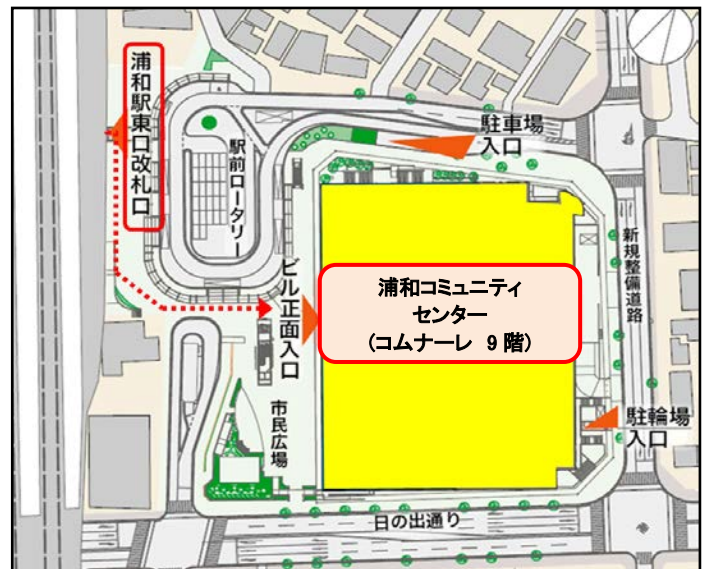 浦和駅東口改札口
駅前ロータリー
駐車場
入口
新規整備道路
ビル正面入口
浦和コミュニティ
センター
(コムナーレ 9階)
市民広場
駐輪場
入口
日の出通り